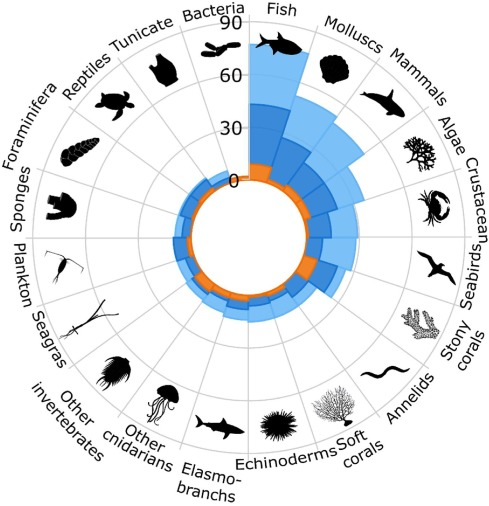 90
60
30
0
Fish
Molluscs
Mammals
Algae
Crustacean
Seabirds
Stony
corals
Annelids
Soft
corals
Echinoderms
Elasmo-
branchs
Other
cnidarians
Other
invertebrates
Seagras
Plankton
Sponges
Foraminifera
Reptiles
Tunicate
Bacteria